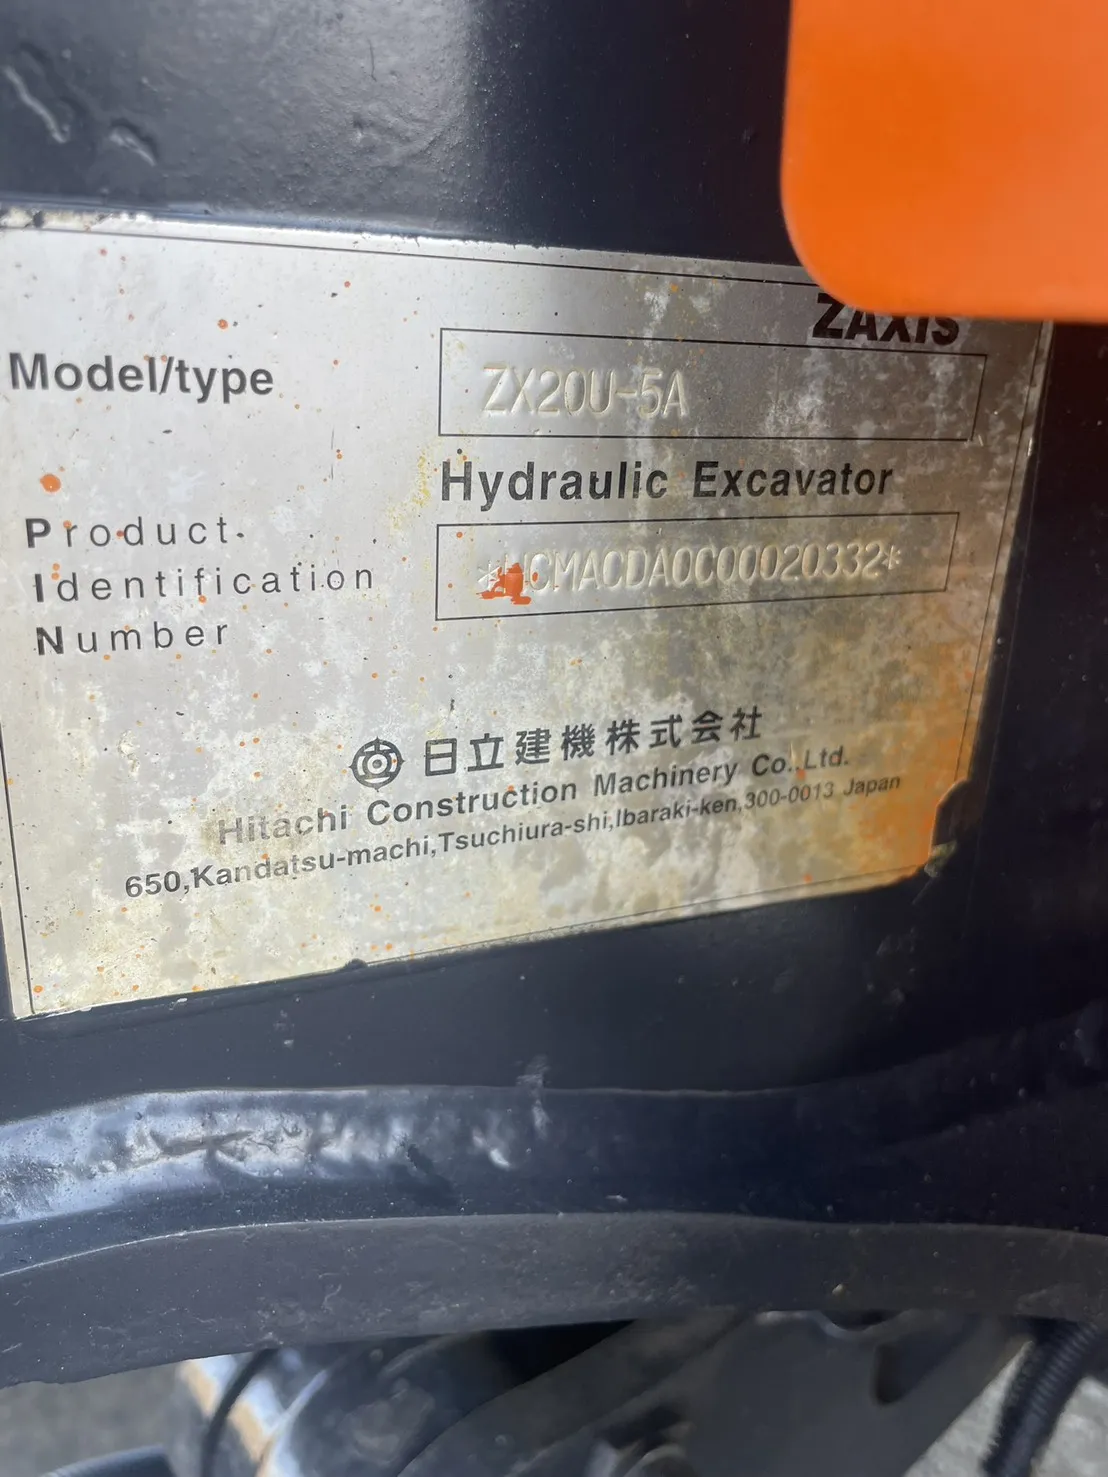 ZAXIS
Model/type ZX20U-5A
Hydraulic Excavator
Product
Identification
Number
*HCMACDA0C00020332*
日立建機株式会社
Hitachi Construction Machinery Co.,Ltd.
650,Kandatsu-machi,Tsuchiura-shi,Ibaraki-ken,300-0013 Japan